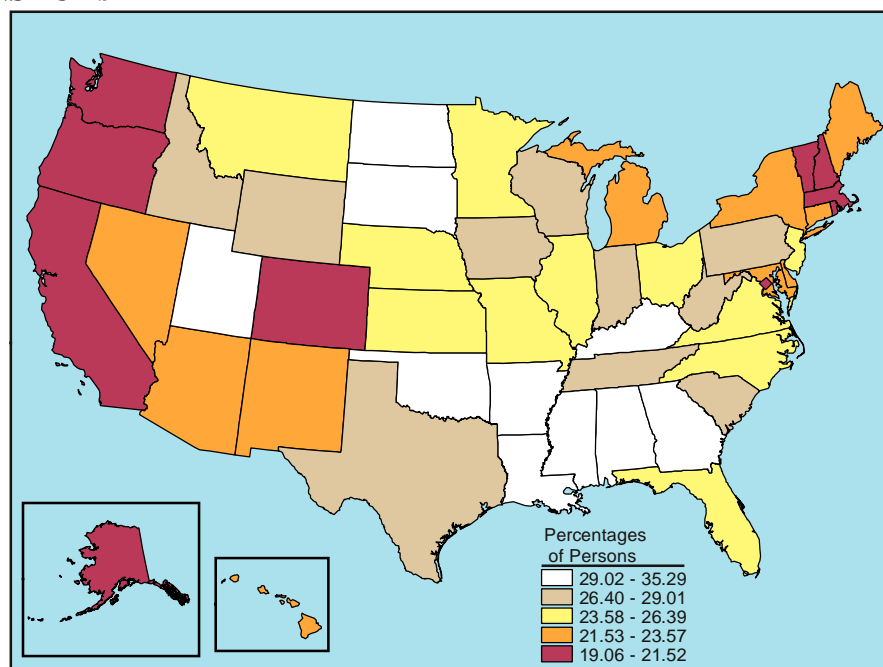 Percentages
of Persons
29.02 - 35.29
26.40 - 29.01
23.58 - 26.39
21.53 - 23.57
19.06 - 21.52